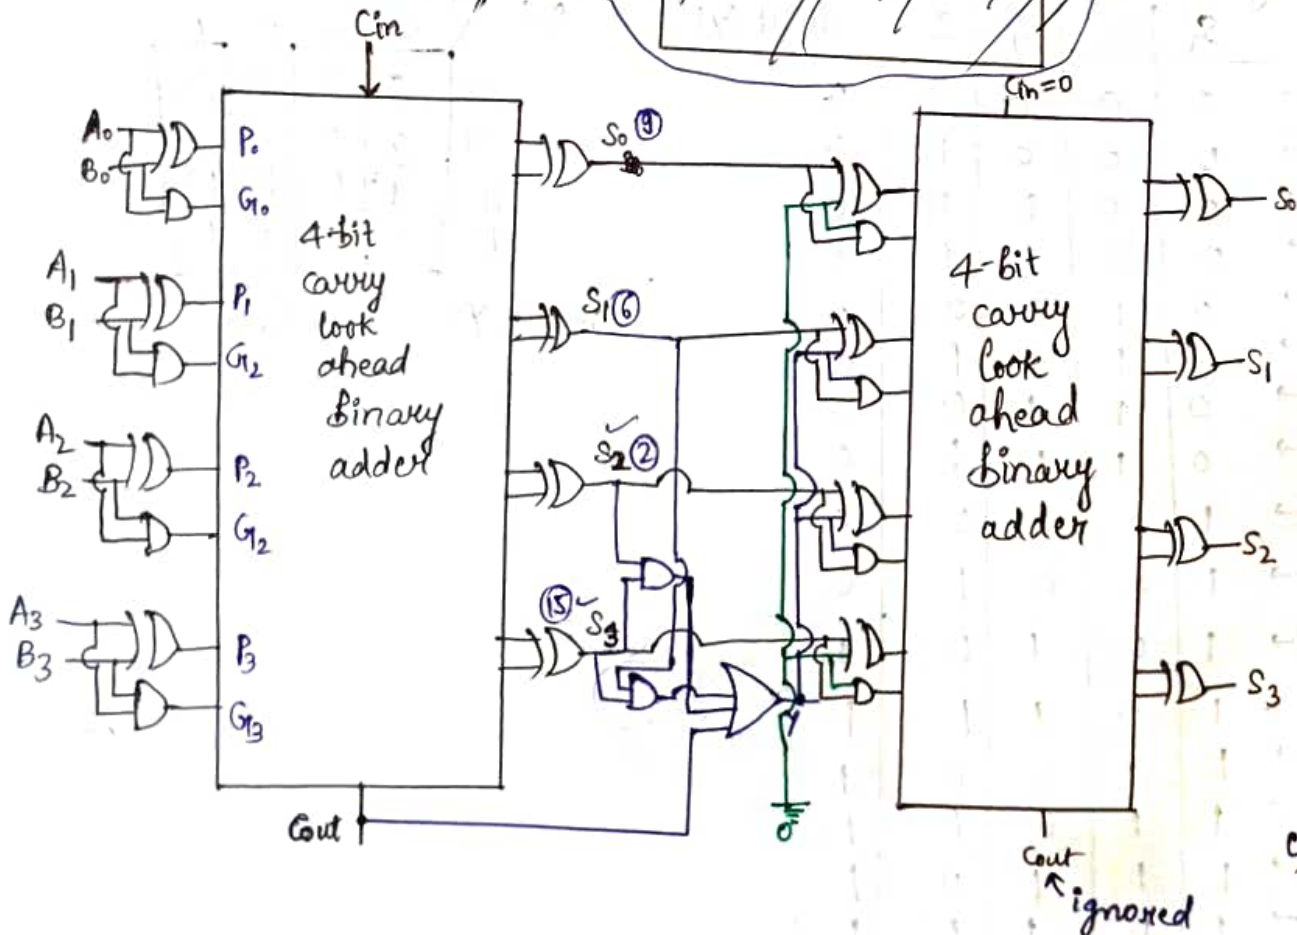 Cin
Cin=0
A0
B0
P0
G0
S0 9
S0
4-bit
carry
look
ahead
Binary
adder
4-bit
carry
look
ahead
binary
adder
A1
B1
P1
G2
S1 6
S1
A2
B2
P2
G2
S2 2
S2
A3
B3
P3
G3
15 S3
S3
Y
0
Cout
Cout
ignored